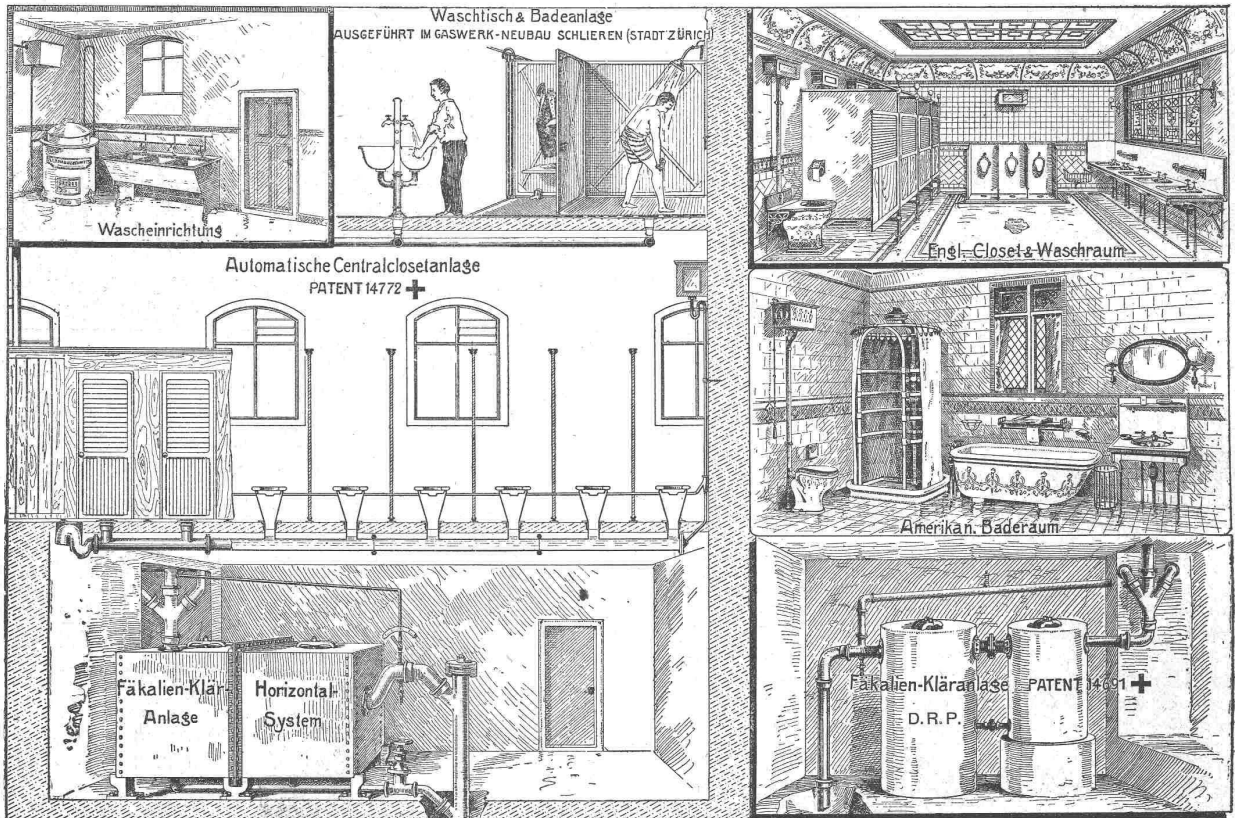 Wascheinrichtung
Waschtisch & Badeanlage
AUSGEFÜHRT IM GASWERK-NEUBAU SCHLIEREN (STADT ZÜRICH)
Engl. Closet & Waschraum
Automatische Centralclosetanlage
PATENT 14772
Amerikan. Baderaum
Fäkalien-Klär-
Anlage
Horizontal-
System
Fäkalien-Kläranlage PATENT 14691
D.R.P.